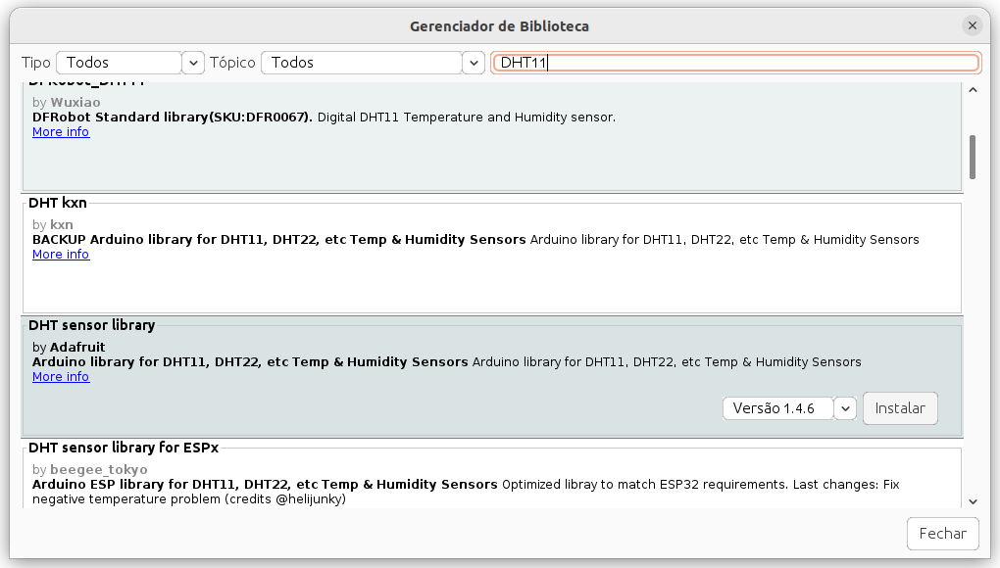 Gerenciador de Biblioteca
Tipo Todos Tópico Todos DHT11
DFRobot_DHT11
by Wuxiao
DFRobot Standard library(SKU:DFR0067). Digital DHT11 Temperature and Humidity sensor.
More info
DHT kxn
by kxn
BACKUP Arduino library for DHT11, DHT22, etc Temp & Humidity Sensors Arduino library for DHT11, DHT22, etc Temp & Humidity Sensors
More info
DHT sensor library
by Adafruit
Arduino library for DHT11, DHT22, etc Temp & Humidity Sensors Arduino library for DHT11, DHT22, etc Temp & Humidity Sensors
More info
Versão 1.4.6 Instalar
DHT sensor library for ESPx
by beegee_tokyo
Arduino ESP library for DHT11, DHT22, etc Temp & Humidity Sensors Optimized libray to match ESP32 requirements. Last changes: Fix
negative temperature problem (credits @helijunky)
Fechar